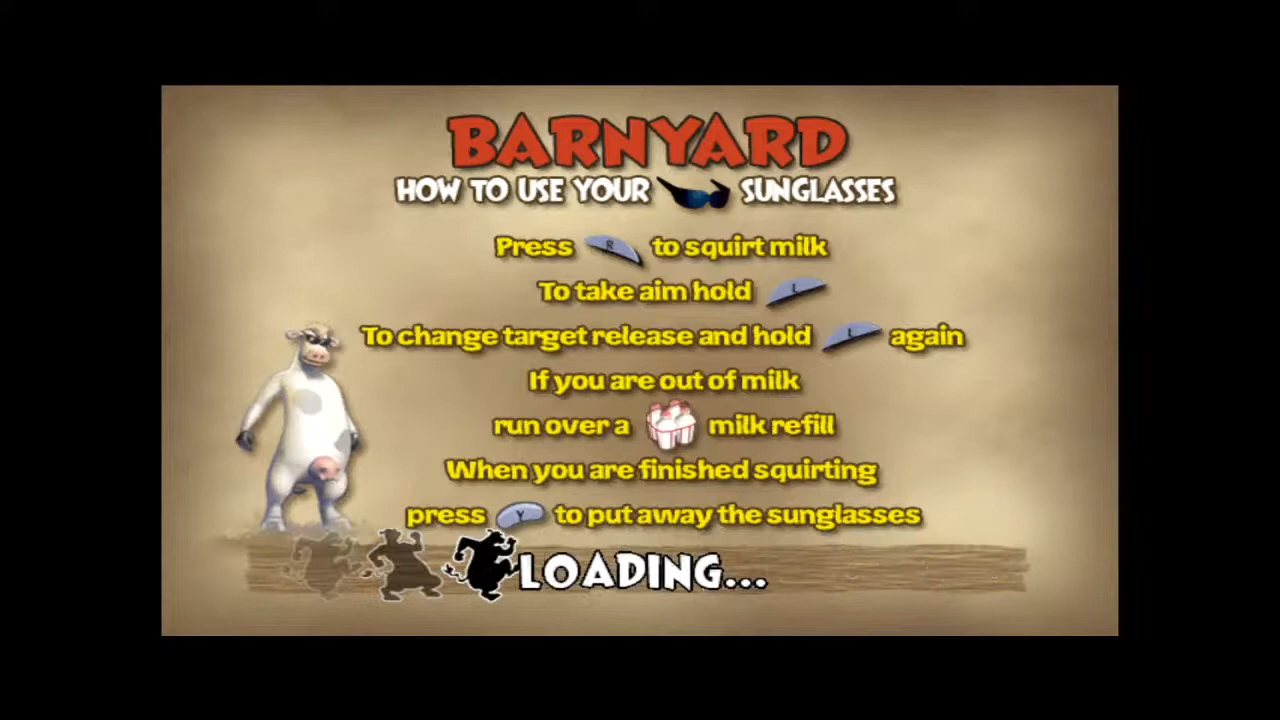 BARNYARD
HOW TO USE YOUR SUNGLASSES
Press R to squirt milk
To take aim hold L
To change target release and hold L again
If you are out of milk
run over a milk refill
When you are finished squirting
press Y to put away the sunglasses
LOADING...